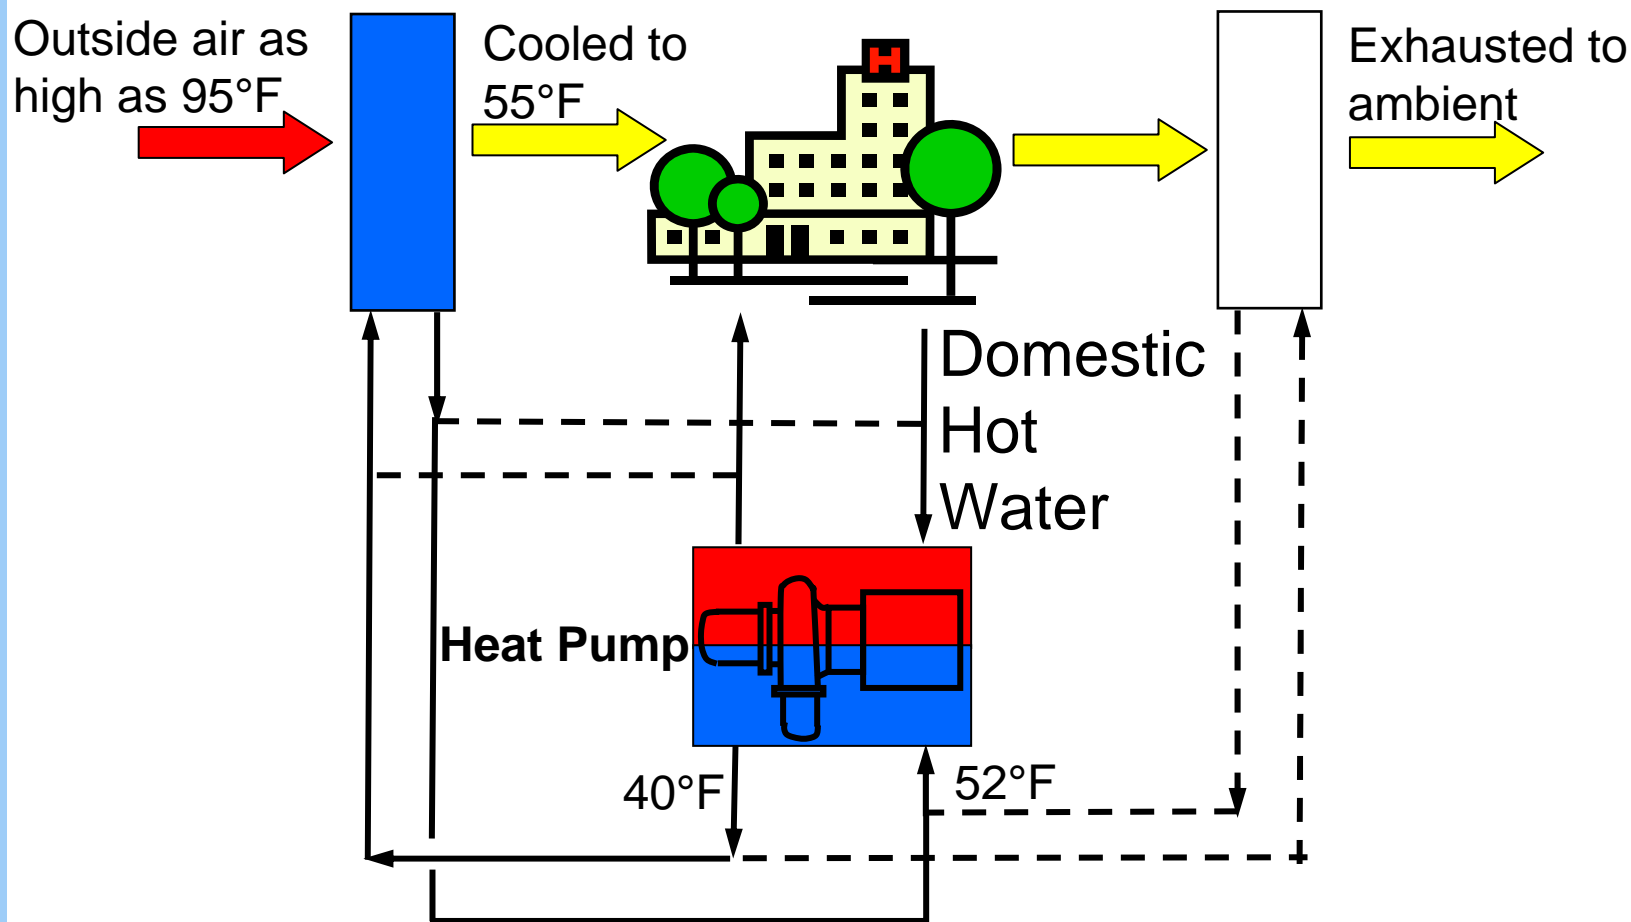 Outside air as
high as 95°F
Cooled to
55°F
H
Exhausted to
ambient
Domestic
Hot
Water
Heat Pump
40°F
52°F